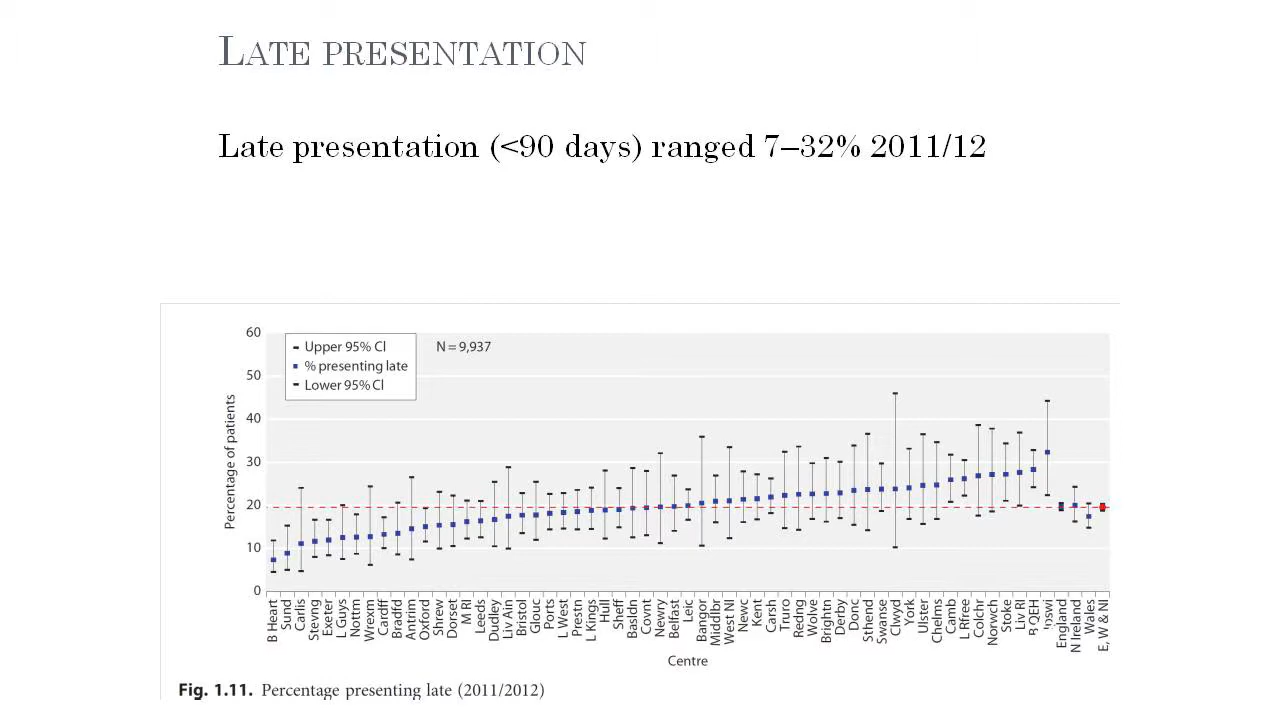 LATE PRESENTATION
Late presentation (<90 days) ranged 7–32% 2011/12
60
50
40
30
20
10
0
Percentage of patients
Upper 95% CI
% presenting late
Lower 95% CI
N = 9,937
B Heart
Sund
Carlis
Stevng
Exeter
L Guys
Nottm
Wrexm
Cardff
Bradfd
Antrim
Oxford
Shrew
Dorset
M RI
Leeds
Dudley
Liv Ain
Bristol
Glouc
Ports
L West
Prestn
L Kings
Hull
Sheff
Basldn
Covnt
Newry
Belfast
Leic
Bangor
Middlbr
West NI
Newc
Kent
Carsh
Truro
Redng
Wolve
Brightn
Derby
Donc
Sthend
Swanse
Clwyd
York
Ulster
Chelms
Camb
L Rfree
Colchr
Norwch
Stoke
Liv RI
B QEH
England
N Ireland
Wales
E, W & NI
Centre
Fig. 1.11. Percentage presenting late (2011/2012)